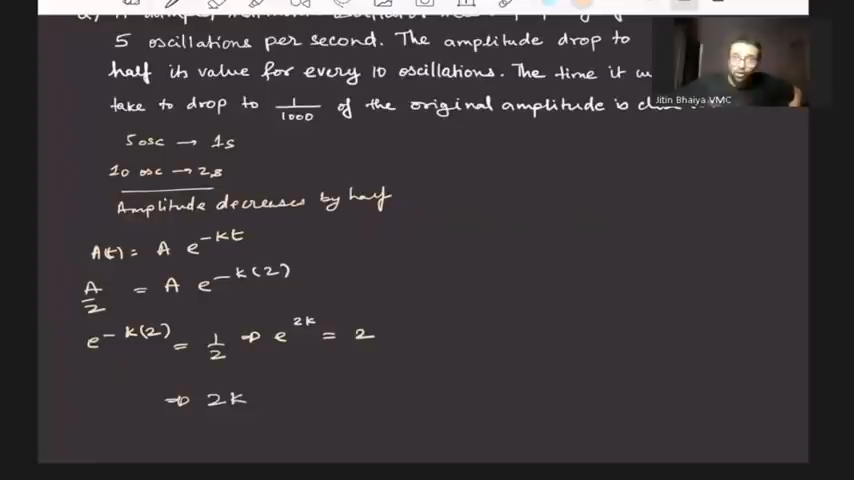 5 oscillations per second. The amplitude drop to
half its value for every 10 oscillations. The time it w
take to drop to 1/1000 of the original amplitude is
Jitin Bhaiya VMC
5 osc → 1s
10 osc → 2s
Amplitude decreases by half
A(t) = A e^-kt
A/2 = A e^-k(2)
e^-k(2) = 1/2 ⇒ e^2k = 2
⇒ 2k